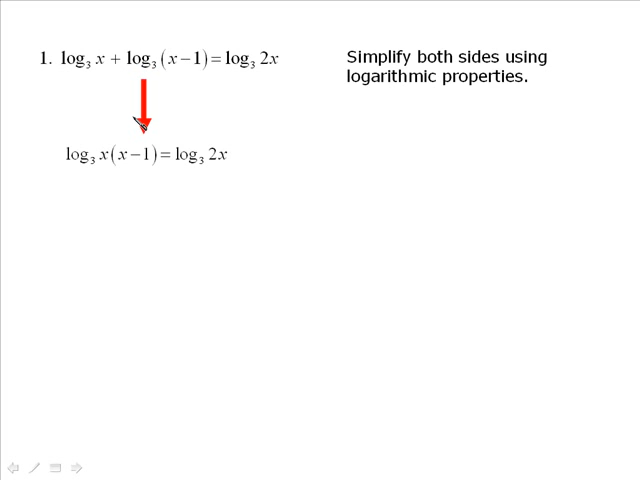 1. log₃ x + log₃(x−1) = log₃ 2x
Simplify both sides using
logarithmic properties.
log₃ x(x−1) = log₃ 2x